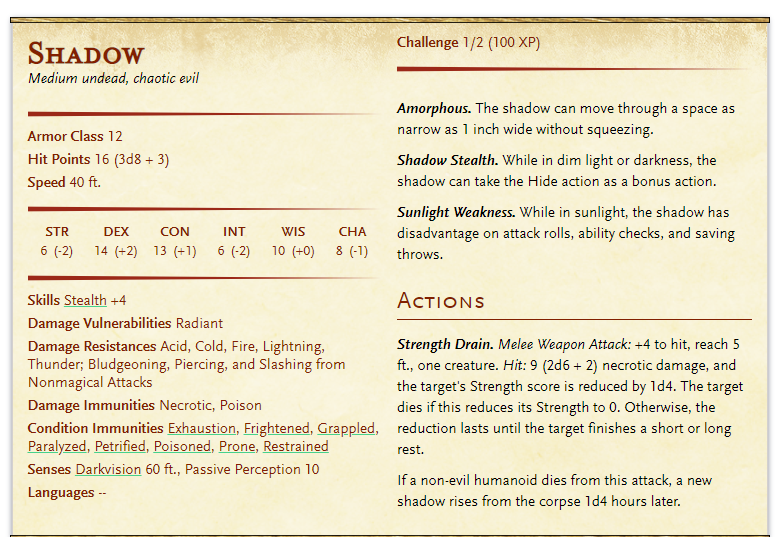 Shadow
Medium undead, chaotic evil
Armor Class 12
Hit Points 16 (3d8 + 3)
Speed 40 ft.
STR DEX CON INT WIS CHA
6 (-2) 14 (+2) 13 (+1) 6 (-2) 10 (+0) 8 (-1)
Skills Stealth +4
Damage Vulnerabilities Radiant
Damage Resistances Acid, Cold, Fire, Lightning,
Thunder; Bludgeoning, Piercing, and Slashing from
Nonmagical Attacks
Damage Immunities Necrotic, Poison
Condition Immunities Exhaustion, Frightened, Grappled,
Paralyzed, Petrified, Poisoned, Prone, Restrained
Senses Darkvision 60 ft., Passive Perception 10
Languages --
Challenge 1/2 (100 XP)
Amorphous. The shadow can move through a space as
narrow as 1 inch wide without squeezing.
Shadow Stealth. While in dim light or darkness, the
shadow can take the Hide action as a bonus action.
Sunlight Weakness. While in sunlight, the shadow has
disadvantage on attack rolls, ability checks, and saving
throws.
Actions
Strength Drain. Melee Weapon Attack: +4 to hit, reach 5
ft., one creature. Hit: 9 (2d6 + 2) necrotic damage, and
the target's Strength score is reduced by 1d4. The target
dies if this reduces its Strength to 0. Otherwise, the
reduction lasts until the target finishes a short or long
rest.
If a non-evil humanoid dies from this attack, a new
shadow rises from the corpse 1d4 hours later.